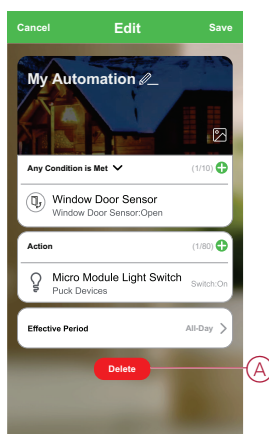 Cancel Edit Save
My Automation
Any Condition is Met (1/10)
Window Door Sensor
Window Door Sensor:Open
Action (1/80)
Micro Module Light Switch
Puck Devices Switch:On
Effective Period All-Day
Delete
A